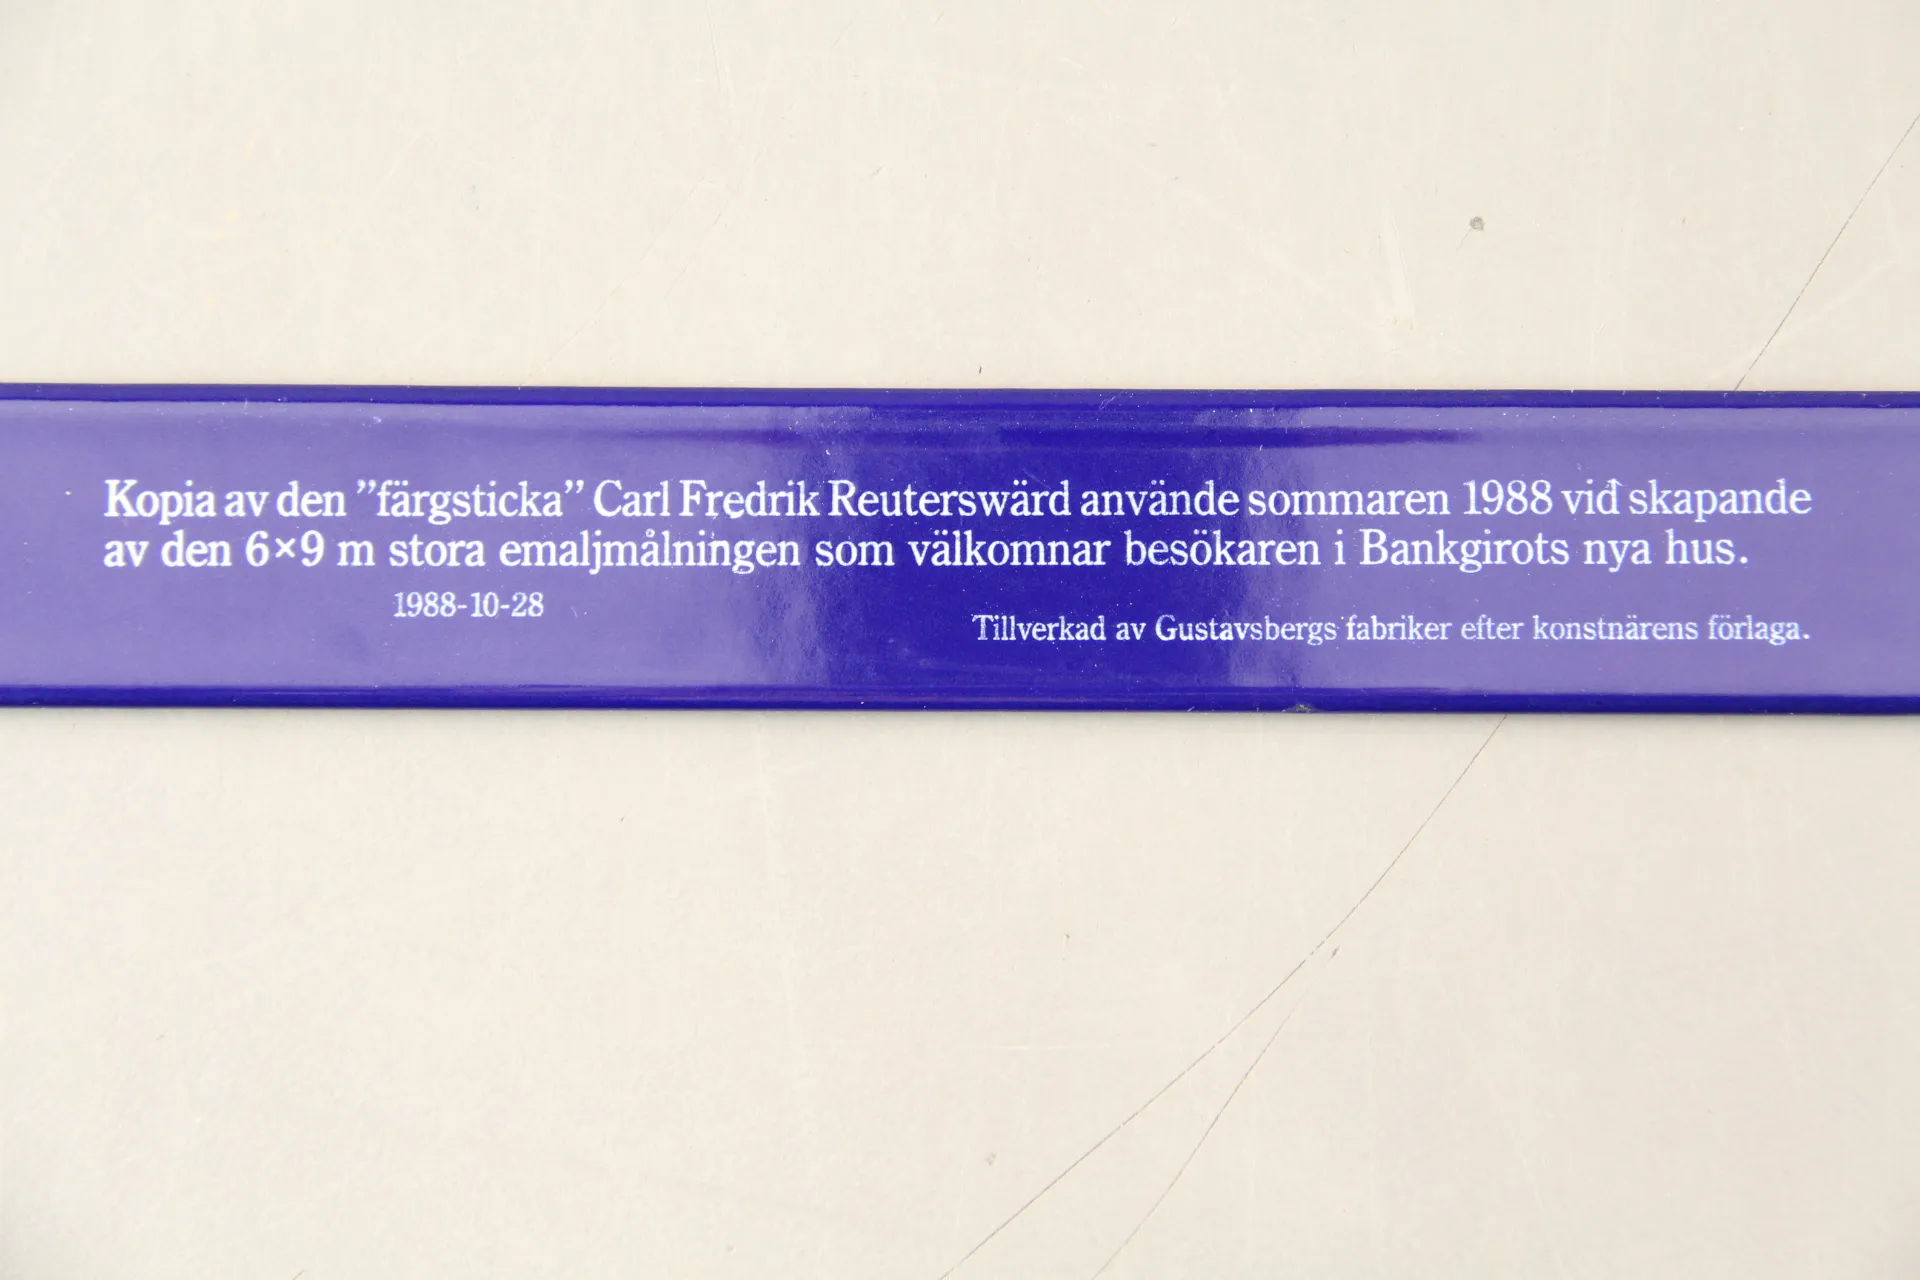 Kopia av den ”färgsticka” Carl Fredrik Reuterswärd använde sommaren 1988 vid skapande
av den 6×9 m stora emaljmålningen som välkomnar besökaren i Bankgirots nya hus.
1988-10-28
Tillverkad av Gustavsbergs fabriker efter konstnärens förlaga.